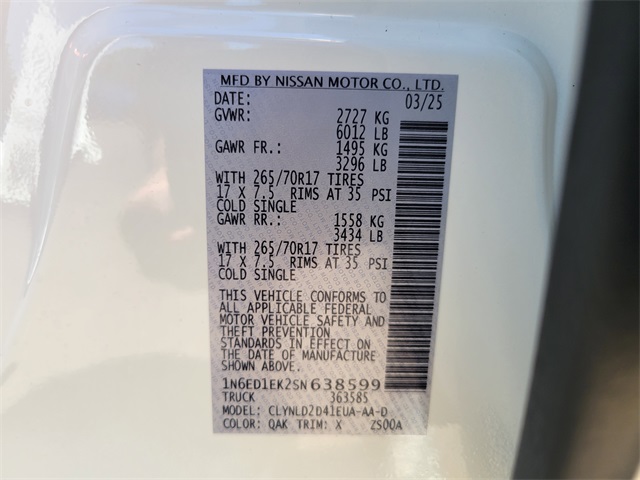 MFD BY NISSAN MOTOR CO., LTD.
DATE: 03/25
GVWR: 2727 KG
6012 LB
GAWR FR.: 1495 KG
3296 LB
WITH 265/70R17 TIRES
17 X 7.5 RIMS AT 35 PSI
COLD SINGLE
GAWR RR.: 1558 KG
3434 LB
WITH 265/70R17 TIRES
17 X 7.5 RIMS AT 35 PSI
COLD SINGLE
THIS VEHICLE CONFORMS TO
ALL APPLICABLE FEDERAL
MOTOR VEHICLE SAFETY AND
THEFT PREVENTION
STANDARDS IN EFFECT ON
THE DATE OF MANUFACTURE
SHOWN ABOVE.
1N6ED1EK2SN638599
TRUCK 363585
MODEL: CLYNLD2D41EUA-AA-D
COLOR: QAK TRIM: X ZS00A